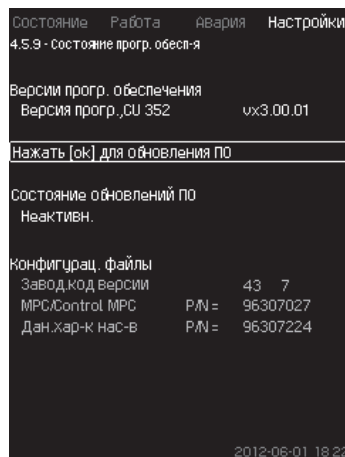 Состояние Работа Авария Настройки
4.5.9 - Состояние прогр. обесп-я
Версии прогр. обеспечения
Версия прогр.,CU 352 vx3.00.01
Нажать [ok] для обновления ПО
Состояние обновлений ПО
Неактивн.
Конфигурац. файлы
Завод.код версии 43 7
MPC/Control MPC P/N = 96307027
Дан.хар-к нас-в P/N = 96307224
2012-06-01 18:22